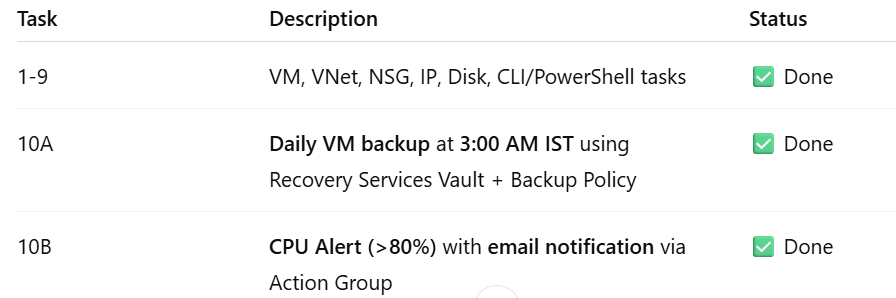 Task Description Status
1-9 VM, VNet, NSG, IP, Disk, CLI/PowerShell tasks ✅ Done
10A Daily VM backup at 3:00 AM IST using ✅ Done
Recovery Services Vault + Backup Policy
10B CPU Alert (>80%) with email notification via ✅ Done
Action Group